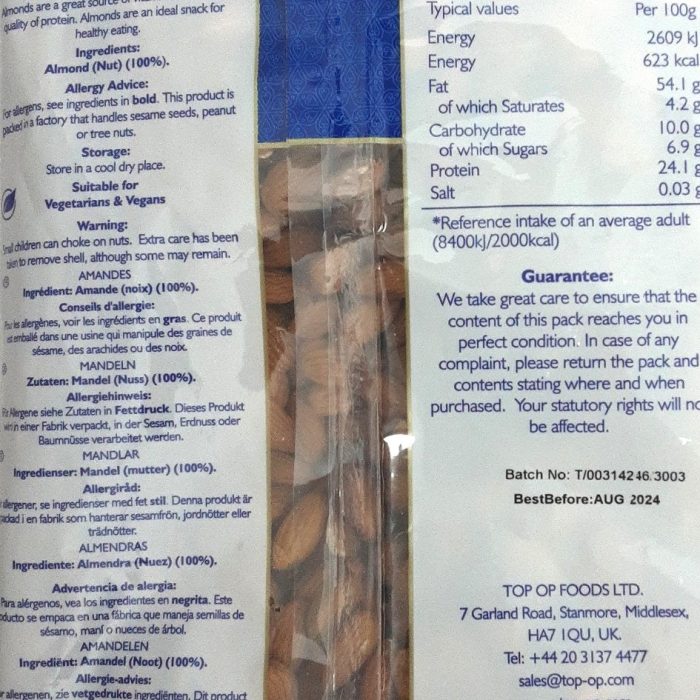 Almonds are a great source of
quality of protein. Almonds are an ideal snack for
healthy eating.
Ingredients:
Almond (Nut) (100%).
Allergy Advice:
For allergens, see ingredients in bold. This product is
packed in a factory that handles sesame seeds, peanut
or tree nuts.
Storage:
Store in a cool dry place.
Suitable for
Vegetarians & Vegans
Warning:
Small children can choke on nuts. Extra care has been
taken to remove shell, although some may remain.
AMANDES
Ingrédient: Amande (noix) (100%).
Conseils d'allergie:
Pour les allergènes, voir les ingrédients en gras. Ce produit
est emballé dans une usine qui manipule des graines de
sésame, des arachides ou des noix.
MANDELN
Zutaten: Mandel (Nuss) (100%).
Allergiehinweis:
Für Allergene siehe Zutaten in Fettdruck. Dieses Produkt
wird in einer Fabrik verpackt, in der Sesam, Erdnuss oder
Baumnüsse verarbeitet werden.
MANDLAR
Ingredienser: Mandel (mutter) (100%).
Allergiråd:
allergener, se ingredienser med fet stil. Denna produkt är
packad i en fabrik som hanterar sesamfrön, jordnötter eller
trädnötter.
ALMENDRAS
Ingrediente: Almendra (Nuez) (100%).
Advertencia de alergia:
Para alérgenos, vea los ingredientes en negrita. Este
producto se empaca en una fábrica que maneja semillas de
sésamo, maní o nueces de árbol.
AMANDELEN
Ingrediënt: Amandel (Noot) (100%).
Allergie-advies:
allergenen, zie vetgedrukte ingrediënten. Dit product
Typical values Per 100g
Energy 2609 kJ
Energy 623 kcal
Fat 54.1 g
of which Saturates 4.2 g
Carbohydrate 10.0 g
of which Sugars 6.9 g
Protein 24.1 g
Salt 0.03 g
*Reference intake of an average adult
(8400kJ/2000kcal)
Guarantee:
We take great care to ensure that the
content of this pack reaches you in
perfect condition. In case of any
complaint, please return the pack and
contents stating where and when
purchased. Your statutory rights will no
be affected.
Batch No: T/00314246/3003
BestBefore:AUG 2024
TOP OP FOODS LTD.
7 Garland Road, Stanmore, Middlesex,
HA7 1QU, UK.
Tel: +44 20 3137 4477
sales@top-op.com